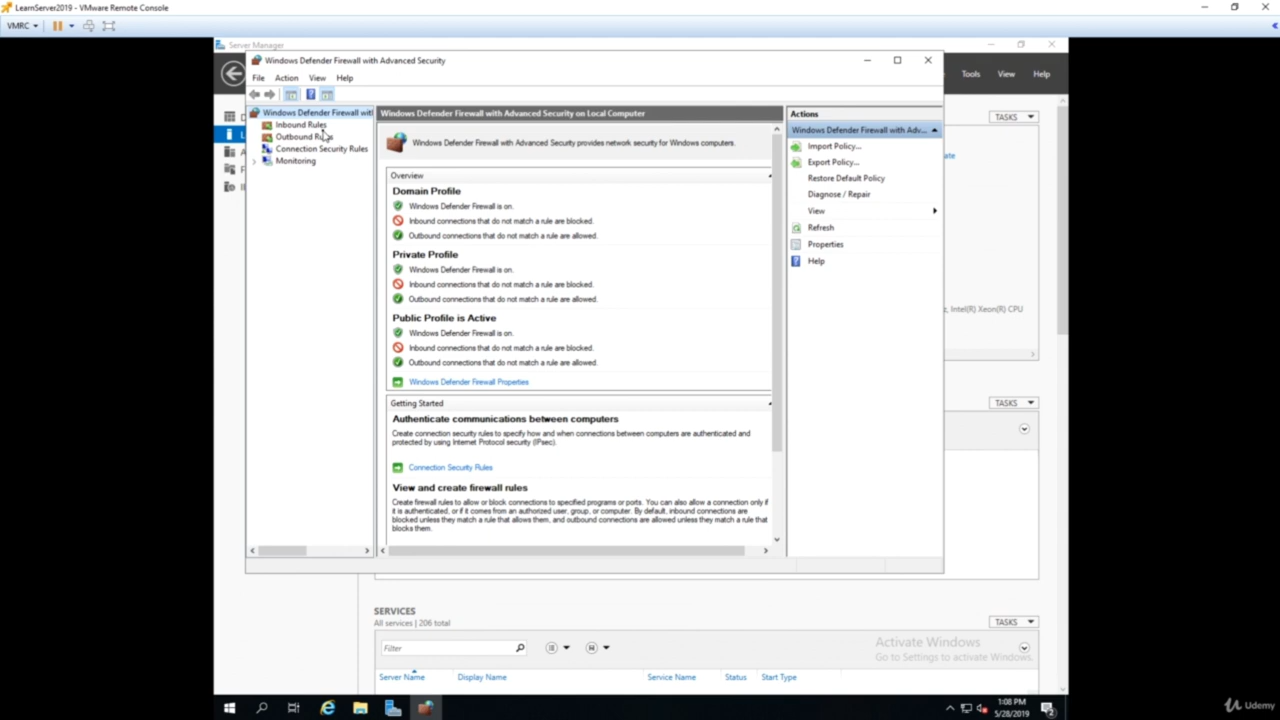 LearnServer2019 - VMware Remote Console
VMRC
Server Manager
Windows Defender Firewall with Advanced Security
File Action View Help
Tools View Help
Windows Defender Firewall wit
Inbound Rules
Outbound Rules
Connection Security Rules
Monitoring
Windows Defender Firewall with Advanced Security on Local Computer
Windows Defender Firewall with Advanced Security provides network security for Windows computers.
Overview
Domain Profile
Windows Defender Firewall is on.
Inbound connections that do not match a rule are blocked.
Outbound connections that do not match a rule are allowed.
Private Profile
Windows Defender Firewall is on.
Inbound connections that do not match a rule are blocked.
Outbound connections that do not match a rule are allowed.
Public Profile is Active
Windows Defender Firewall is on.
Inbound connections that do not match a rule are blocked.
Outbound connections that do not match a rule are allowed.
Windows Defender Firewall Properties
Getting Started
Authenticate communications between computers
Create connection security rules to specify how and when connections between computers are authenticated and
protected by using Internet Protocol security (IPsec).
Connection Security Rules
View and create firewall rules
Create firewall rules to allow or block connections to specified programs or ports. You can also allow a connection only if
it is authenticated, or if it comes from an authorized user, group, or computer. By default, inbound connections are
blocked unless they match a rule that allows them, and outbound connections are allowed unless they match a rule that
blocks them.
Actions
Windows Defender Firewall with Adv...
Import Policy...
Export Policy...
Restore Default Policy
Diagnose / Repair
View
Refresh
Properties
Help
TASKS
ate
, Intel(R) Xeon(R) CPU
TASKS
SERVICES
All services | 206 total
TASKS
Filter
Activate Windows
Go to Settings to activate Windows.
Server Name Display Name Service Name Status Start Type
1:08 PM
5/28/2019
2
Udemy